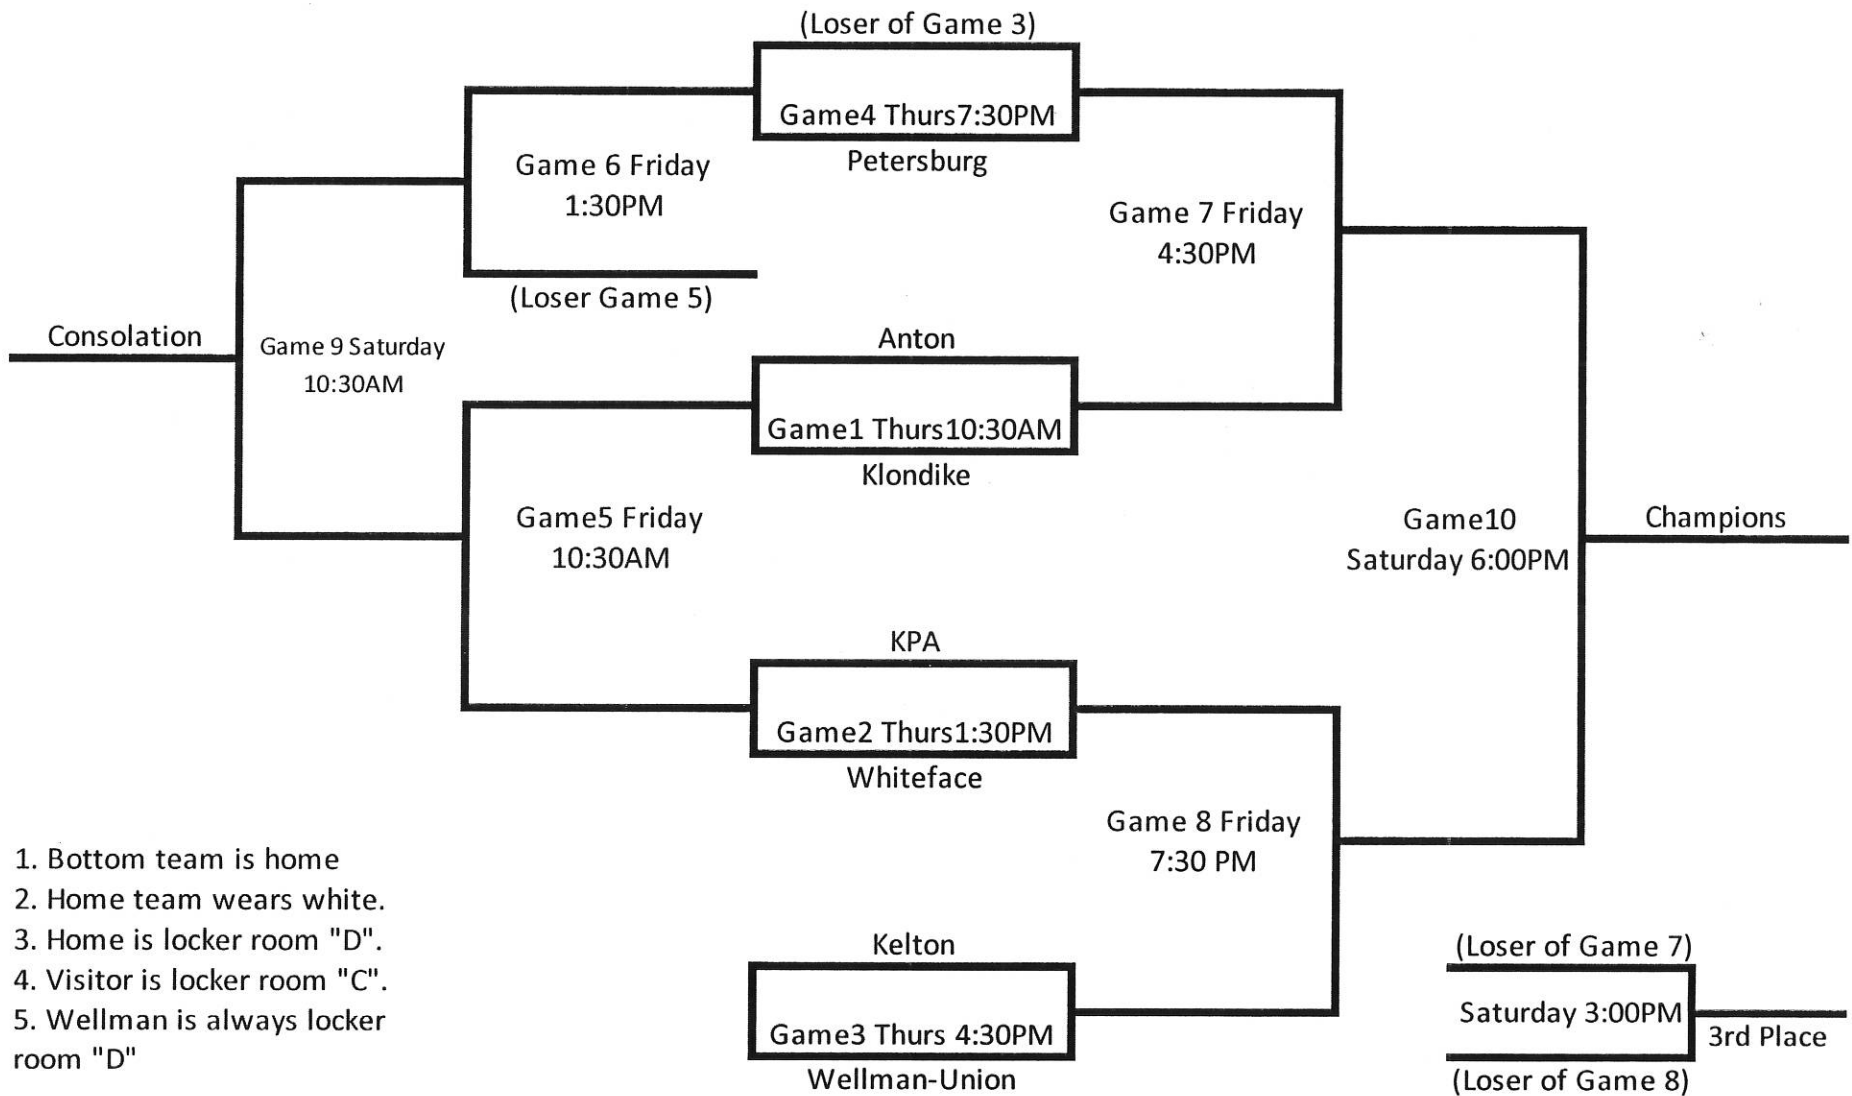 (Loser of Game 3)
Game4 Thurs7:30PM
Petersburg
Game 6 Friday
1:30PM
(Loser Game 5)
Game 7 Friday
4:30PM
Consolation
Game 9 Saturday
10:30AM
Anton
Game1 Thurs10:30AM
Klondike
Game5 Friday
10:30AM
Game10
Saturday 6:00PM
Champions
KPA
Game2 Thurs1:30PM
Whiteface
Game 8 Friday
7:30 PM
1. Bottom team is home
2. Home team wears white.
3. Home is locker room "D".
4. Visitor is locker room "C".
5. Wellman is always locker
room "D"
Kelton
Game3 Thurs 4:30PM
Wellman-Union
(Loser of Game 7)
Saturday 3:00PM
3rd Place
(Loser of Game 8)